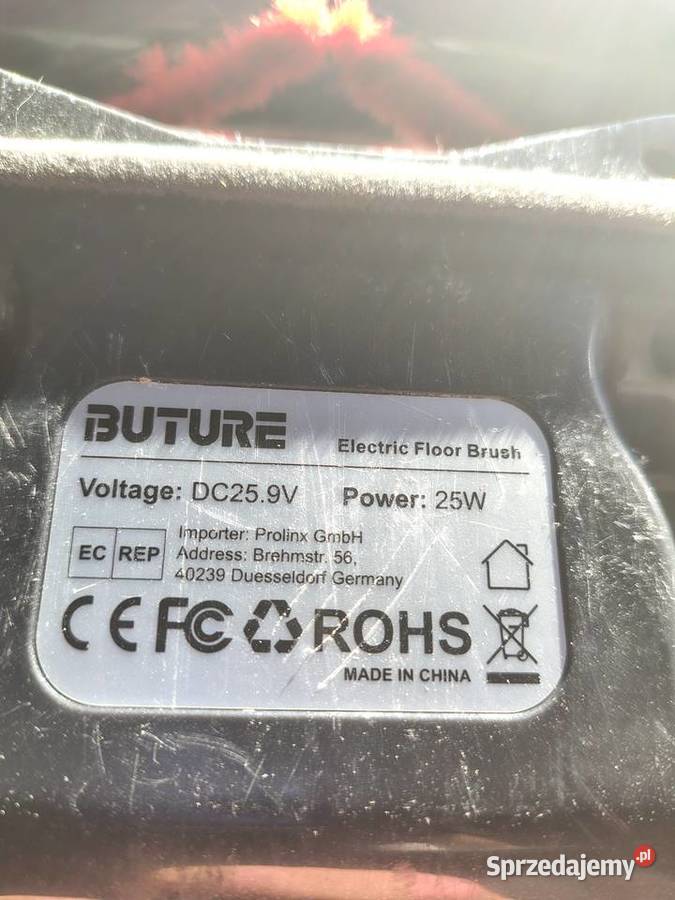 BUTURE
Electric Floor Brush
Voltage: DC25.9V Power: 25W
EC REP
Importer: Prolinx GmbH
Address: Brehmstr. 56,
40239 Duesseldorf Germany
CE FC ROHS
MADE IN CHINA
Sprzedajemy.pl